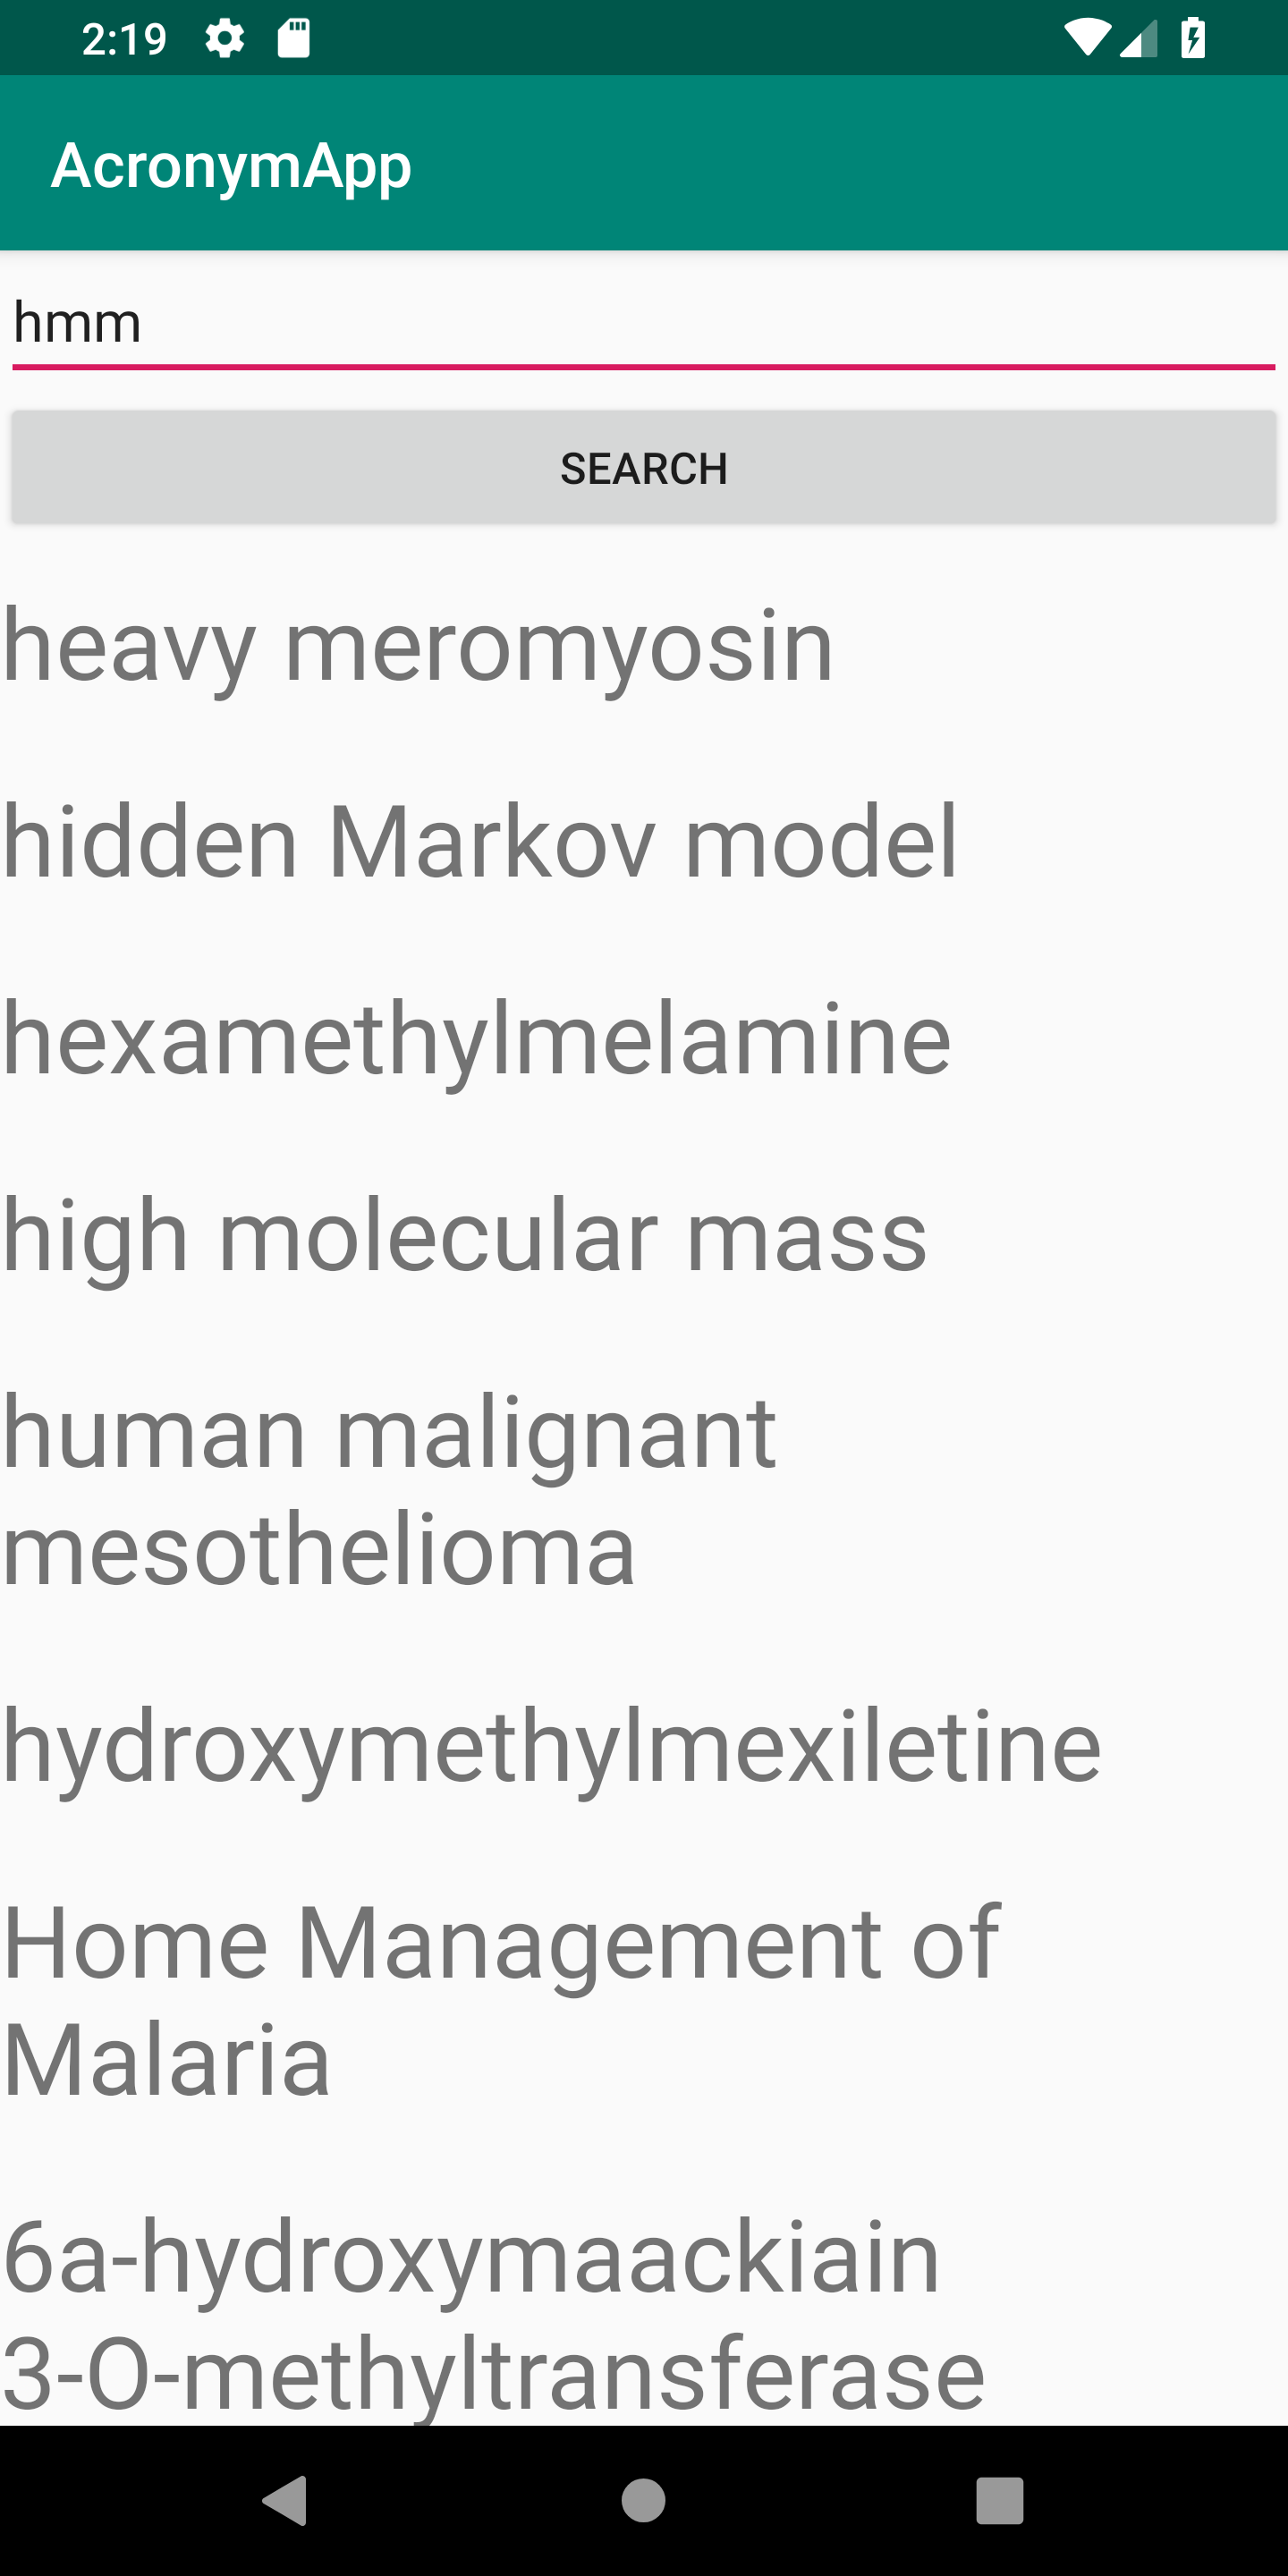 2:19
AcronymApp
hmm
SEARCH
heavy meromyosin
hidden Markov model
hexamethylmelamine
high molecular mass
human malignant
mesothelioma
hydroxymethylmexiletine
Home Management of
Malaria
6a-hydroxymaackiain
3-O-methyltransferase